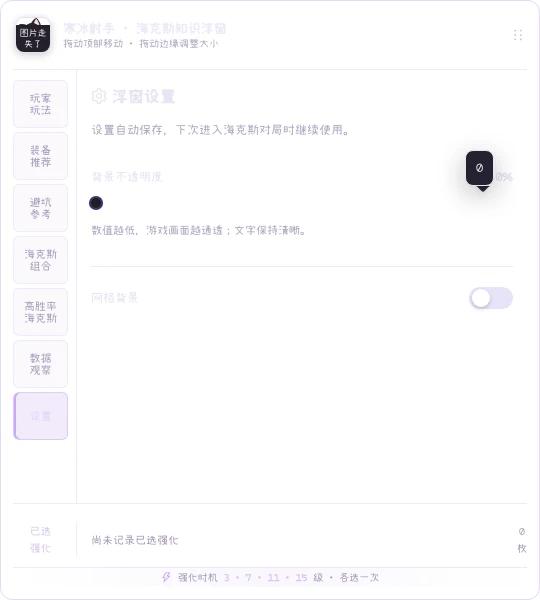 图片走
失了
寒冰射手 · 海克斯知识浮窗
拖动顶部移动 · 拖动边缘调整大小
玩家
玩法
装备
推荐
避坑
参考
海克斯
组合
高胜率
海克斯
数据
观察
设置
浮窗设置
设置自动保存，下次进入海克斯对局时继续使用。
背景不透明度
0
0%
数值越低，游戏画面越通透；文字保持清晰。
网格背景
已选
强化
尚未记录已选强化
0
枚
强化时机 3 · 7 · 11 · 15 级 · 各选一次